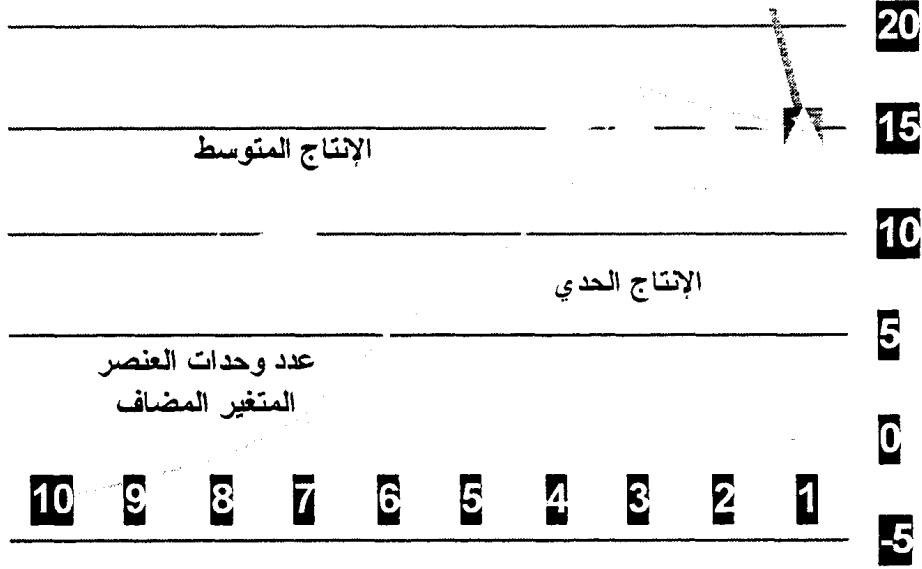 20
15
الإنتاج المتوسط
10
الإنتاج الحدي
5
عدد وحدات العنصر
المتغير المضاف
0
10 9 8 7 6 5 4 3 2 1
-5